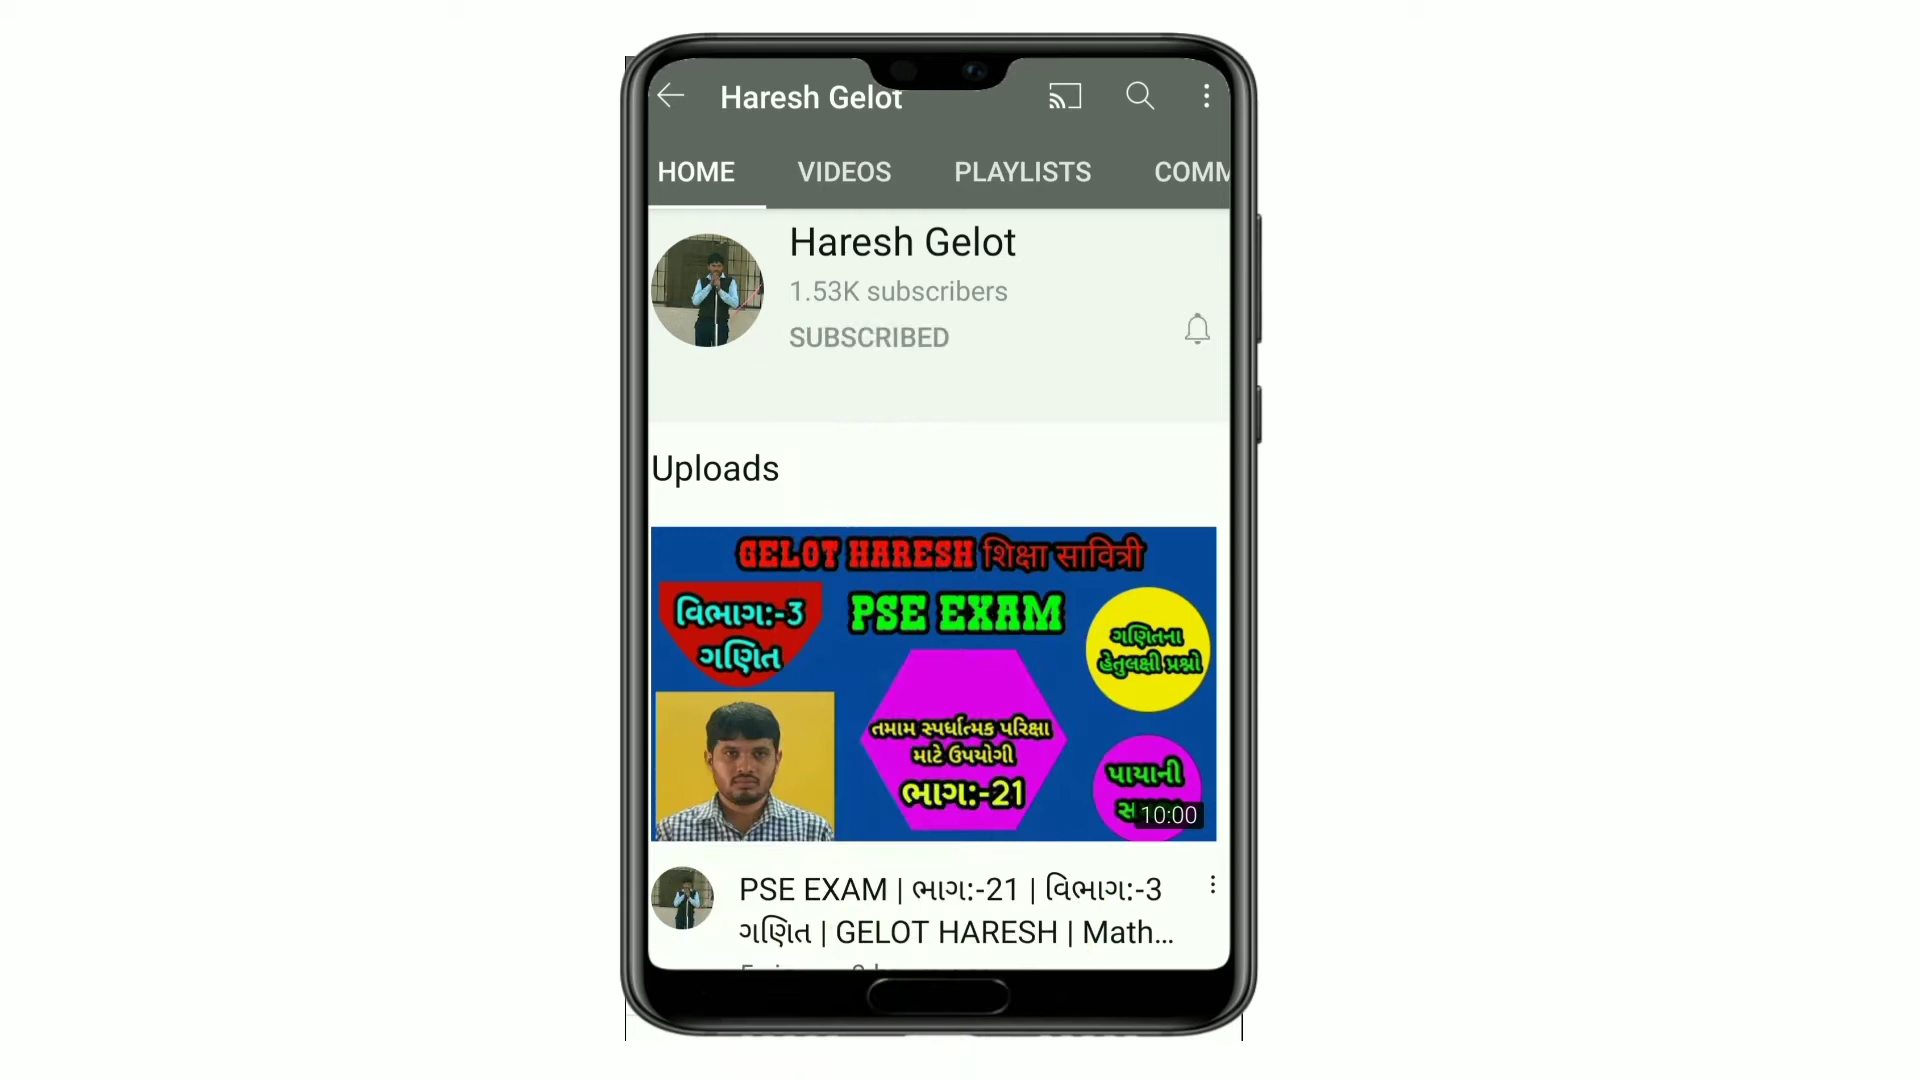 Haresh Gelot
HOME VIDEOS PLAYLISTS COMM
Haresh Gelot
1.53K subscribers
SUBSCRIBED
Uploads
GELOT HARESH शिक्षा सावित्री
વિભાગ:-3
ગણિત
PSE EXAM
ગણિતના
હેતુલક્ષી પ્રશ્નો
તમામ સ્પર્ધાત્મક પરિક્ષા
માટે ઉપયોગી
ભાગ:-21
પાયાની
10:00
PSE EXAM | ભાગ:-21 | વિભાગ:-3
ગણિત | GELOT HARESH | Math...